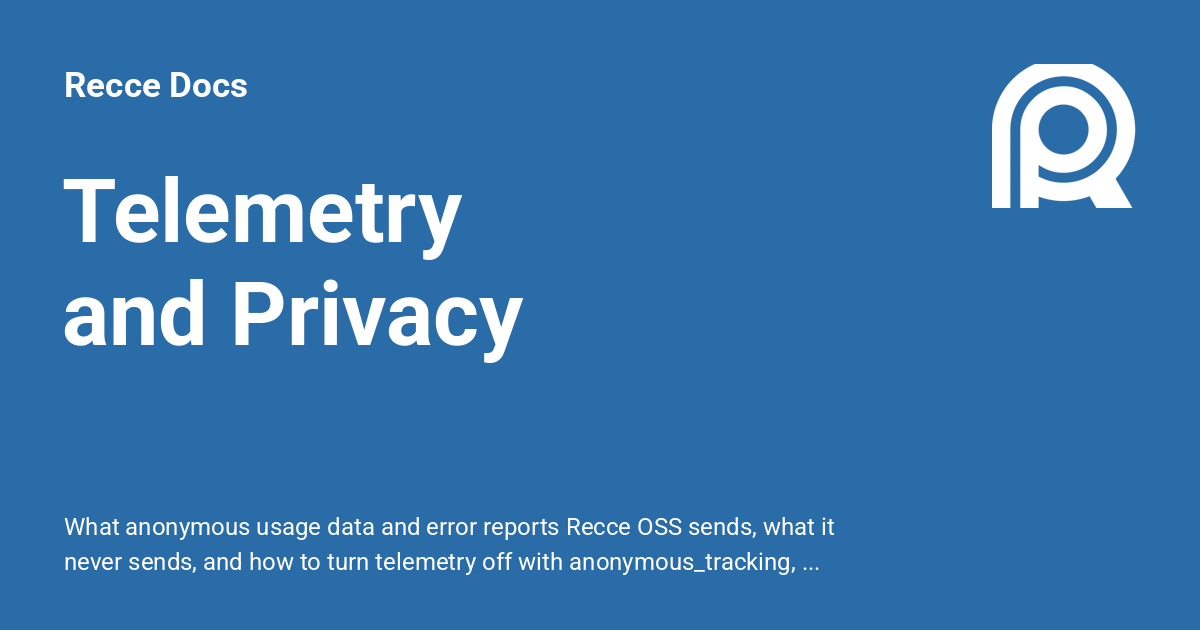 Recce Docs
Telemetry
and Privacy
What anonymous usage data and error reports Recce OSS sends, what it
never sends, and how to turn telemetry off with anonymous_tracking, ...